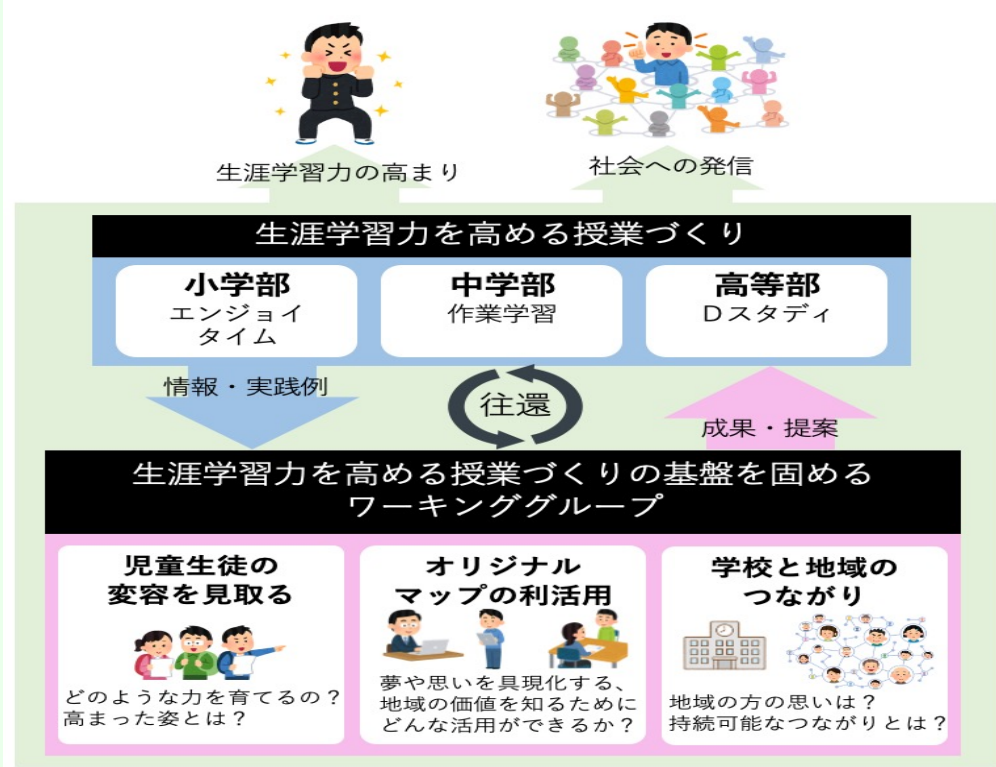 生涯学習力の高まり
社会への発信
生涯学習力を高める授業づくり
小学部
エンジョイ
タイム
中学部
作業学習
高等部
Dスタディ
情報・実践例
往還
成果・提案
生涯学習力を高める授業づくりの基盤を固める
ワーキンググループ
児童生徒の
変容を見取る
どのような力を育てるの？
高まった姿とは？
オリジナル
マップの利活用
夢や思いを具現化する、
地域の価値を知るために
どんな活用ができるか？
学校と地域の
つながり
地域の方の思いは？
持続可能なつながりとは？